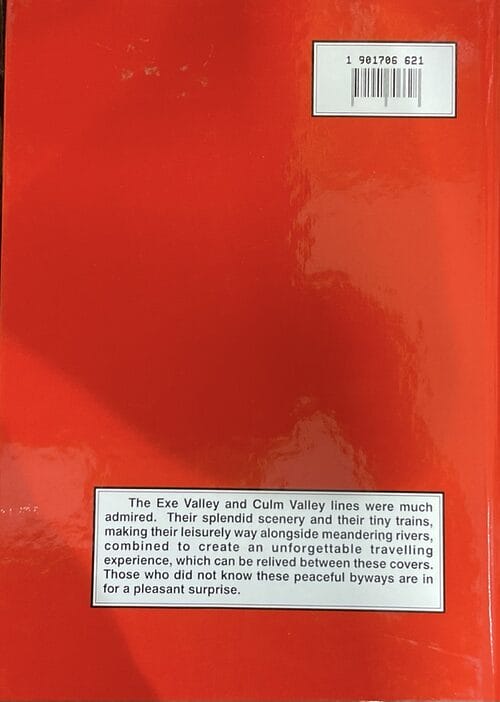 1 901706 621
The Exe Valley and Culm Valley lines were much
admired. Their splendid scenery and their tiny trains,
making their leisurely way alongside meandering rivers,
combined to create an unforgettable travelling
experience, which can be relived between these covers.
Those who did not know these peaceful byways are in
for a pleasant surprise.